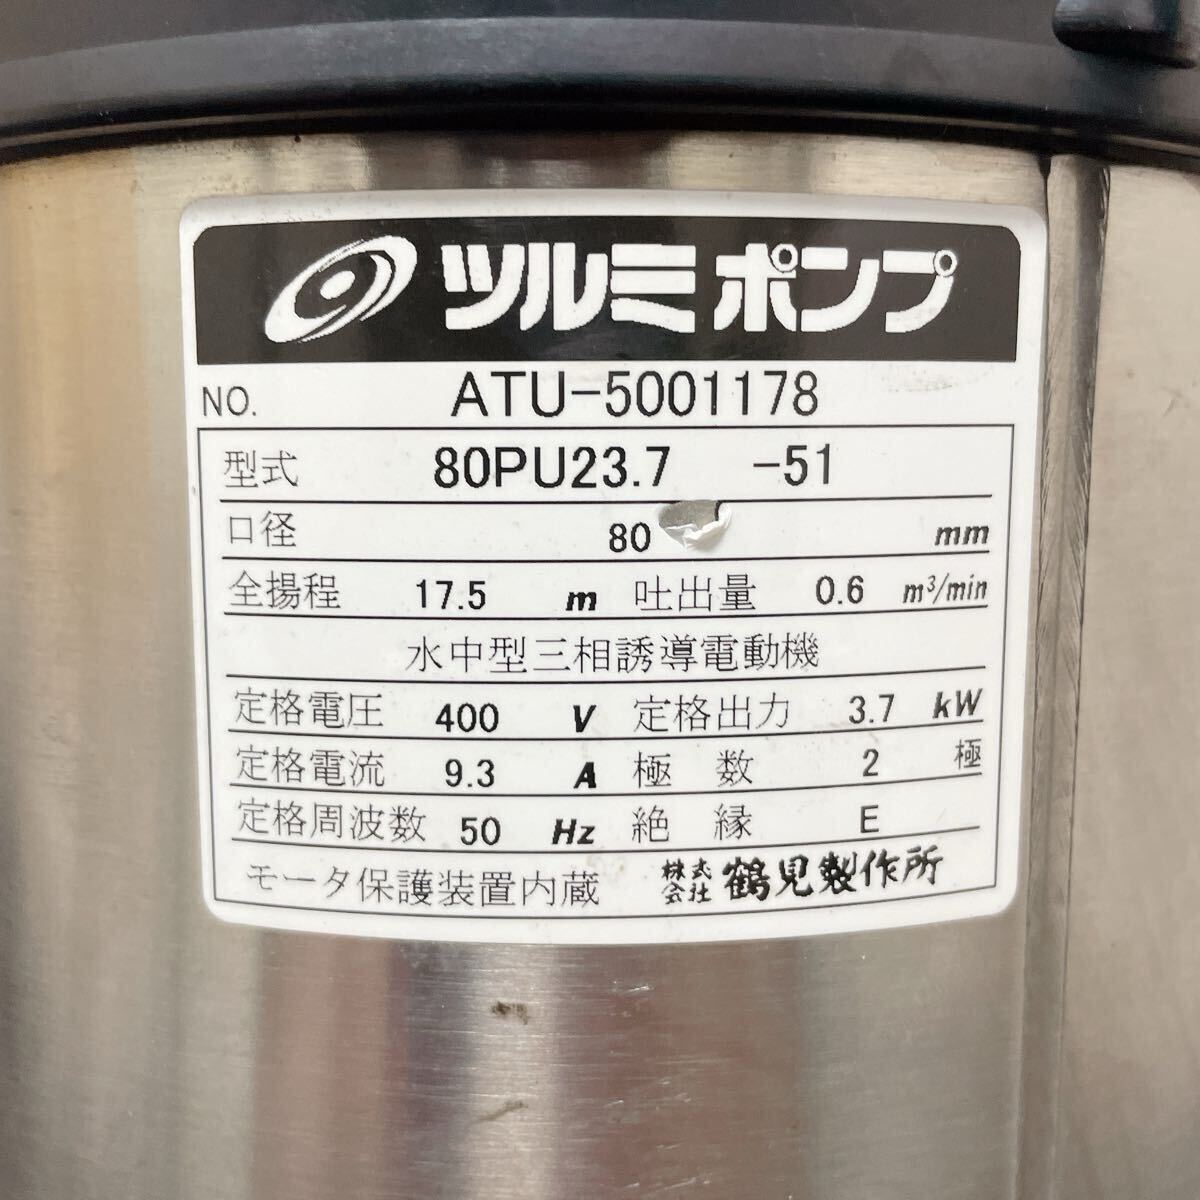 ツルミポンプ
NO. ATU-5001178
型式 80PU23.7 -51
口径 80 mm
全揚程 17.5 m 吐出量 0.6 m³/min
水中型三相誘導電動機
定格電圧 400 V 定格出力 3.7 kW
定格電流 9.3 A 極数 2 極
定格周波数 50 Hz 絶縁 E
モータ保護装置内蔵 株式会社 鶴見製作所